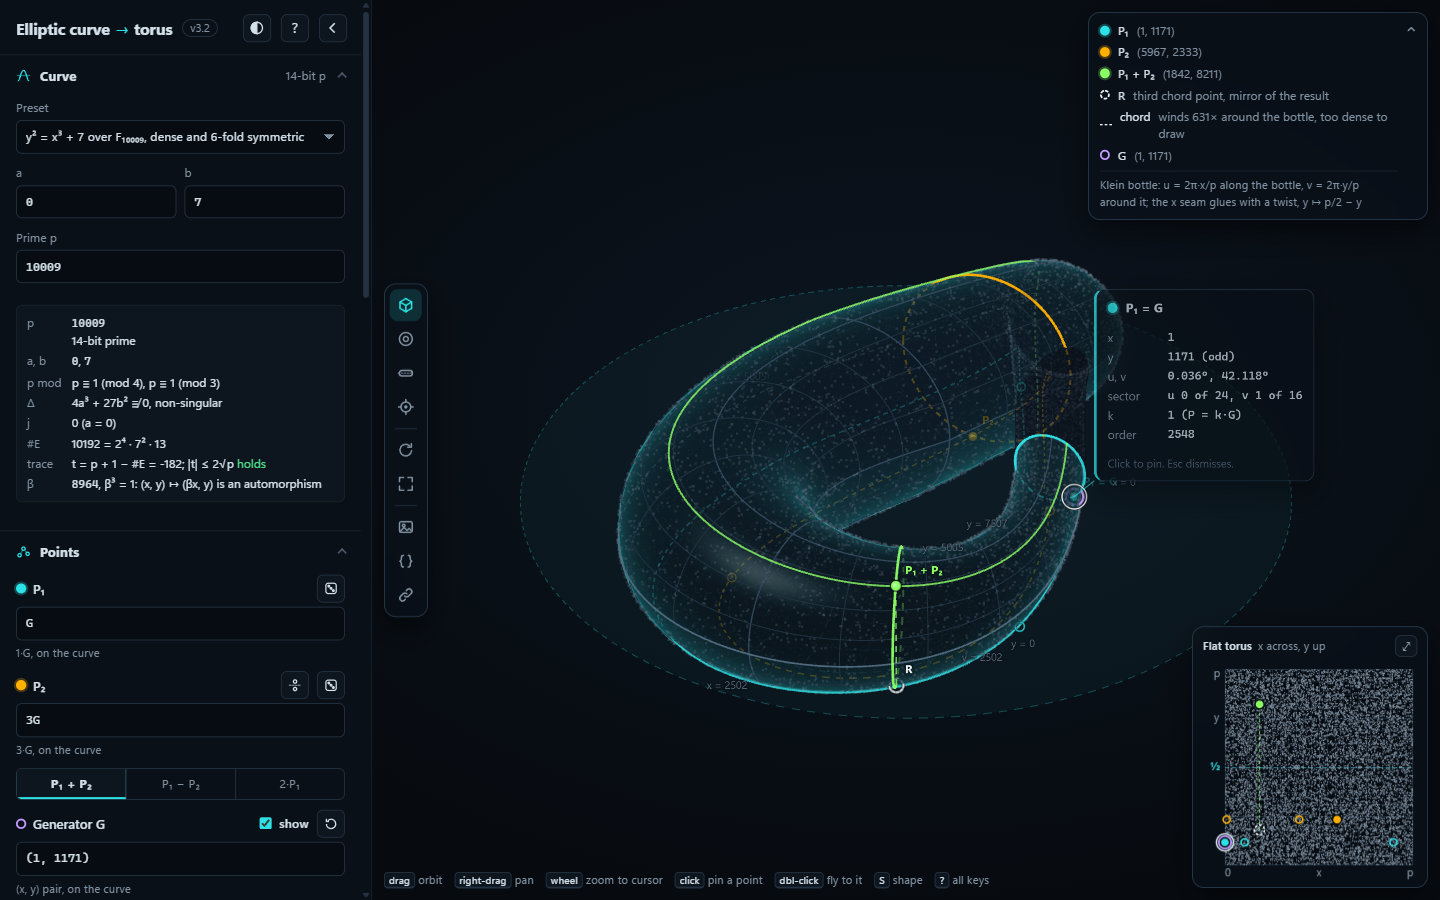 Elliptic curve → torus v3.2
?
Curve 14-bit p
Preset
y² = x³ + 7 over F₁₀₀₀₉, dense and 6-fold symmetric
a b
0 7
Prime p
10009
p 10009
14-bit prime
a, b 0, 7
p mod p ≡ 1 (mod 4), p ≡ 1 (mod 3)
Δ 4a³ + 27b² ≢ 0, non-singular
j 0 (a = 0)
#E 10192 = 2⁴ · 7² · 13
trace t = p + 1 − #E = -182; |t| ≤ 2√p holds
β 8964, β³ = 1: (x, y) ↦ (βx, y) is an automorphism
Points
P₁
G
1·G, on the curve
P₂
3G
3·G, on the curve
P₁ + P₂ P₁ − P₂ 2·P₁
Generator G show
(1, 1171)
(x, y) pair, on the curve
P₁ (1, 1171)
P₂ (5967, 2333)
P₁ + P₂ (1842, 8211)
R third chord point, mirror of the result
chord winds 631× around the bottle, too dense to
draw
G (1, 1171)
Klein bottle: u = 2π·x/p along the bottle, v = 2π·y/p
around it; the x seam glues with a twist, y ↦ p/2 − y
P₁ = G
x 1
y 1171 (odd)
u, v 0.036°, 42.118°
sector u 0 of 24, v 1 of 16
k 1 (P = k·G)
order 2548
Click to pin. Esc dismisses.
P₂
y = 7507
y = 5005
P₁ + P₂
y = 0
y = 2502
R
x = 2502
Flat torus x across, y up
p
y
½
0 x p
drag orbit right-drag pan wheel zoom to cursor click pin a point dbl-click fly to it S shape ? all keys